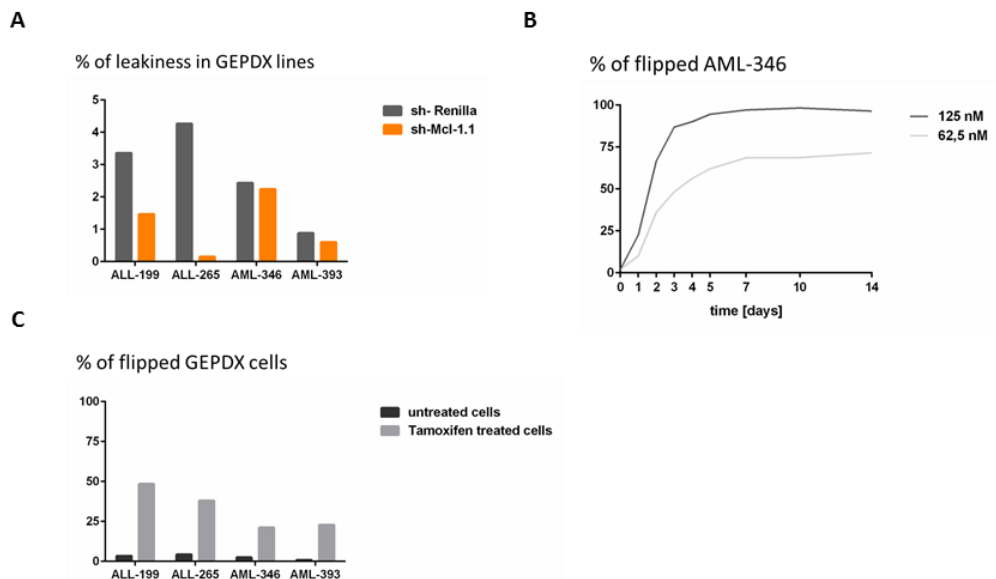 A
% of leakiness in GEPDX lines
5
4
3
2
1
0
ALL-199 ALL-265 AML-346 AML-393
sh- Renilla
sh-Mcl-1.1
B
% of flipped AML-346
100
75
50
25
0
0 1 2 3 4 5 7 10 14
time [days]
125 nM
62,5 nM
C
% of flipped GEPDX cells
100
75
50
25
0
ALL-199 ALL-265 AML-346 AML-393
untreated cells
Tamoxifen treated cells